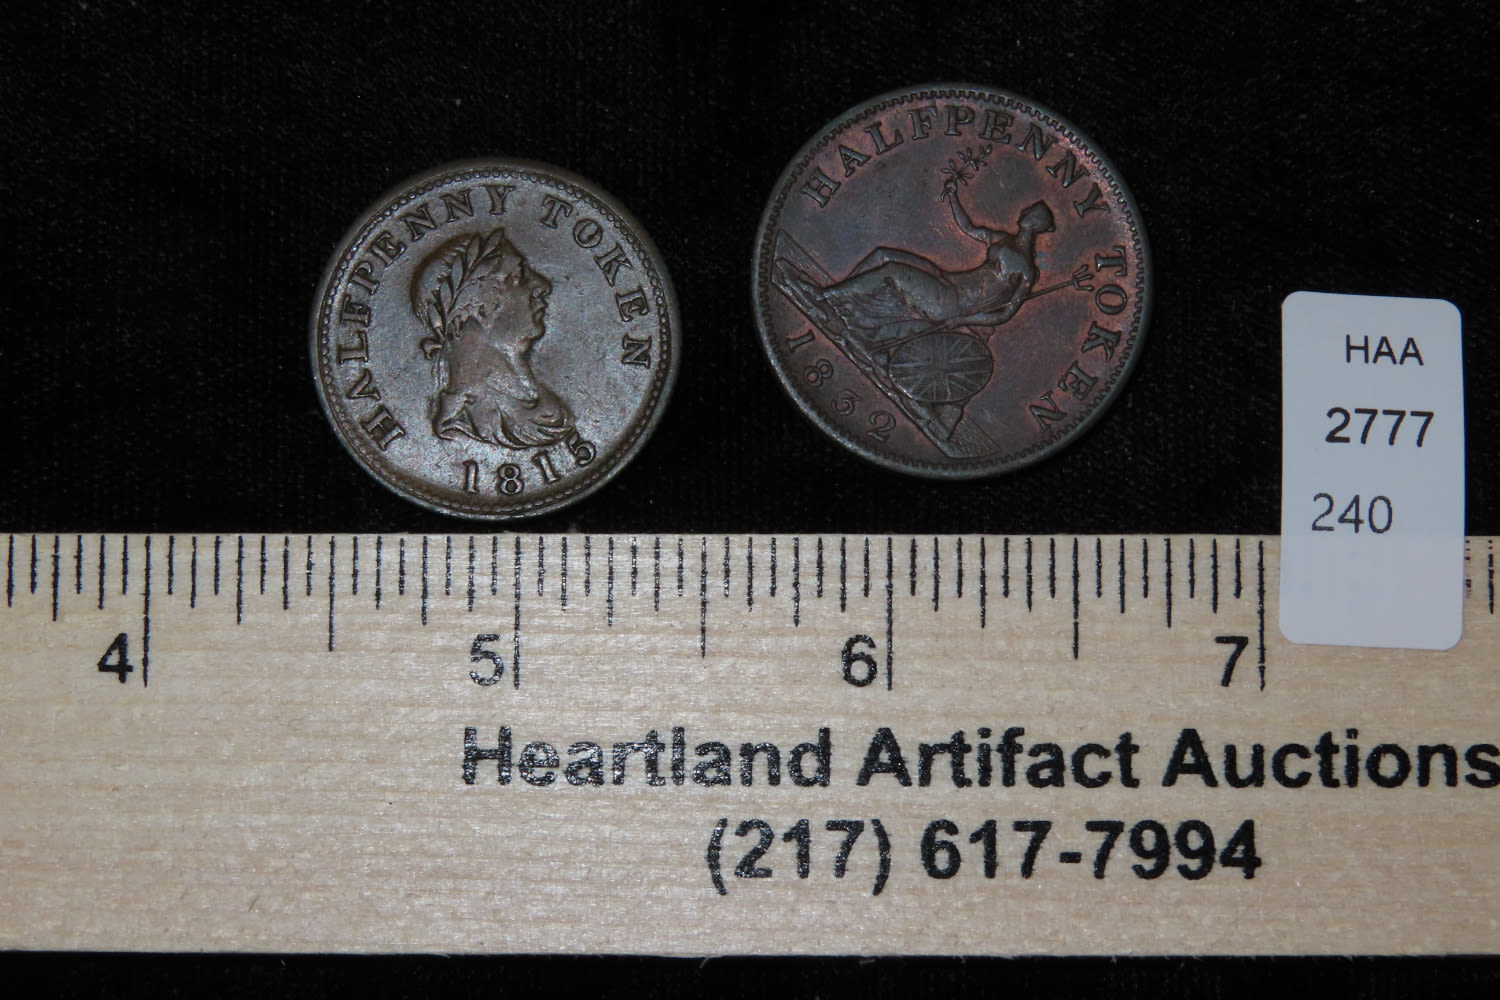 HALFPENNY TOKEN
1815
HALFPENNY TOKEN
1832
HAA
2777
240
4 5 6 7
Heartland Artifact Auctions
(217) 617-7994